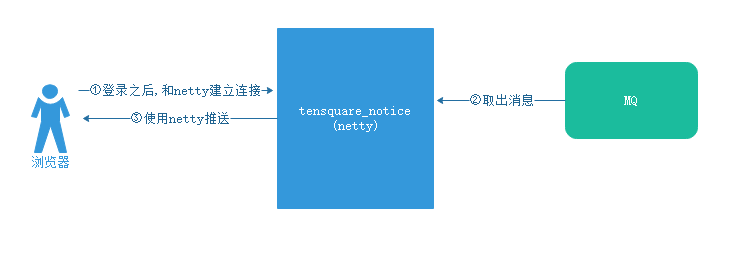 ①登录之后,和netty建立连接
②取出消息
MQ
tensquare_notice
(netty)
③使用netty推送
浏览器